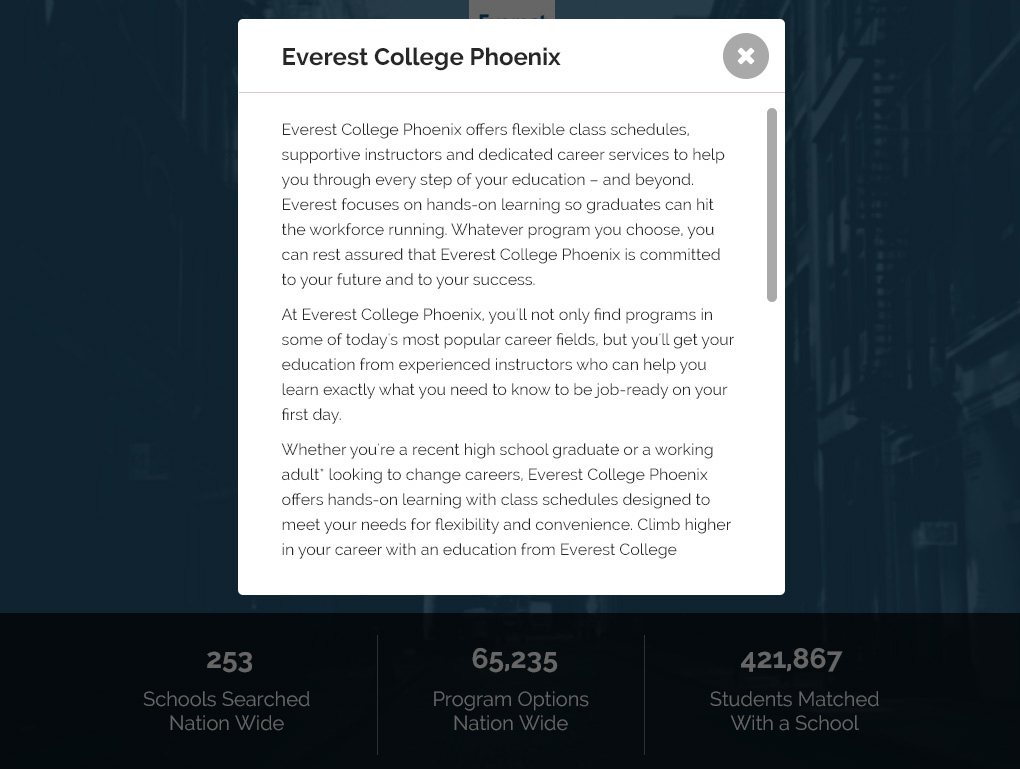 Everest
Everest College Phoenix
Everest College Phoenix offers flexible class schedules,
supportive instructors and dedicated career services to help
you through every step of your education – and beyond.
Everest focuses on hands-on learning so graduates can hit
the workforce running. Whatever program you choose, you
can rest assured that Everest College Phoenix is committed
to your future and to your success.
At Everest College Phoenix, you'll not only find programs in
some of today's most popular career fields, but you'll get your
education from experienced instructors who can help you
learn exactly what you need to know to be job-ready on your
first day.
Whether you're a recent high school graduate or a working
adult* looking to change careers, Everest College Phoenix
offers hands-on learning with class schedules designed to
meet your needs for flexibility and convenience. Climb higher
in your career with an education from Everest College
253
Schools Searched
Nation Wide
65,235
Program Options
Nation Wide
421,867
Students Matched
With a School